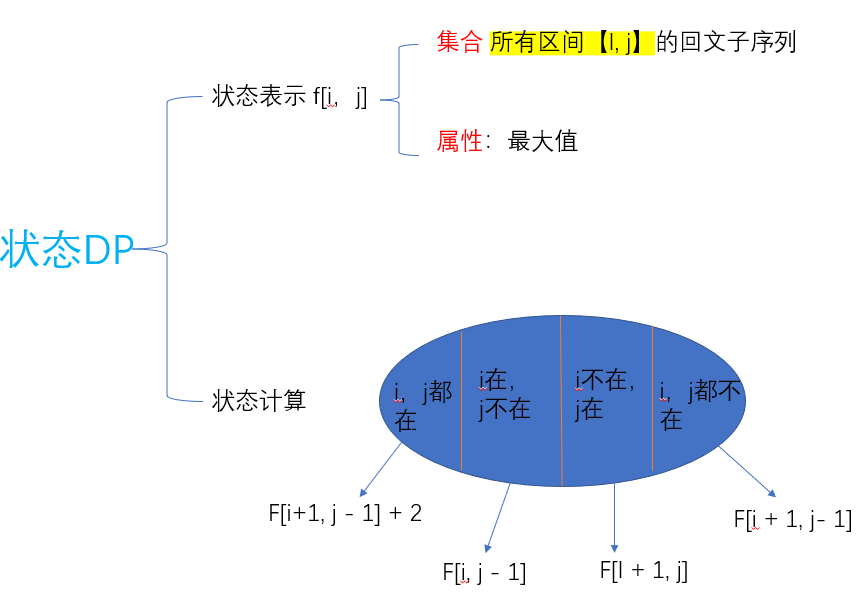 集合 所有区间【I, j】的回文子序列
状态表示 f[i, j]
属性：最大值
状态DP
状态计算
i, j都
在
i在，
j不在
i不在，
j在
i, j都不
在
F[i+1, j - 1] + 2
F[i, j - 1]
F[I + 1, j]
F[i + 1, j- 1]